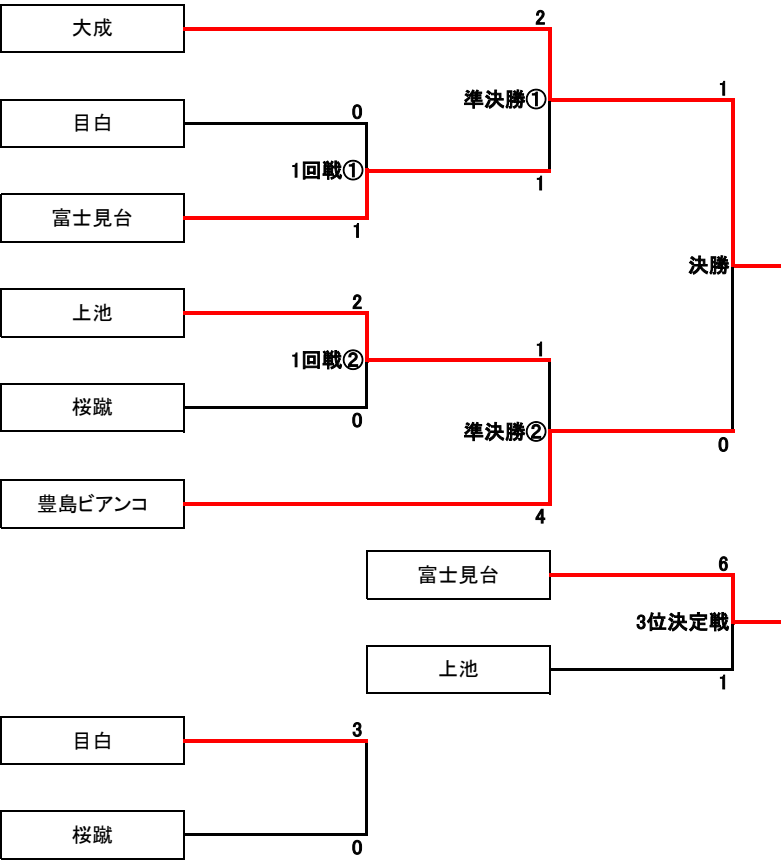 大成
2
準決勝①
1
目白
0
1回戦①
1
富士見台
1
決勝
上池
2
1回戦②
1
桜蹴
0
準決勝②
0
豊島ビアンコ
4
富士見台
6
3位決定戦
上池
1
目白
3
桜蹴
0